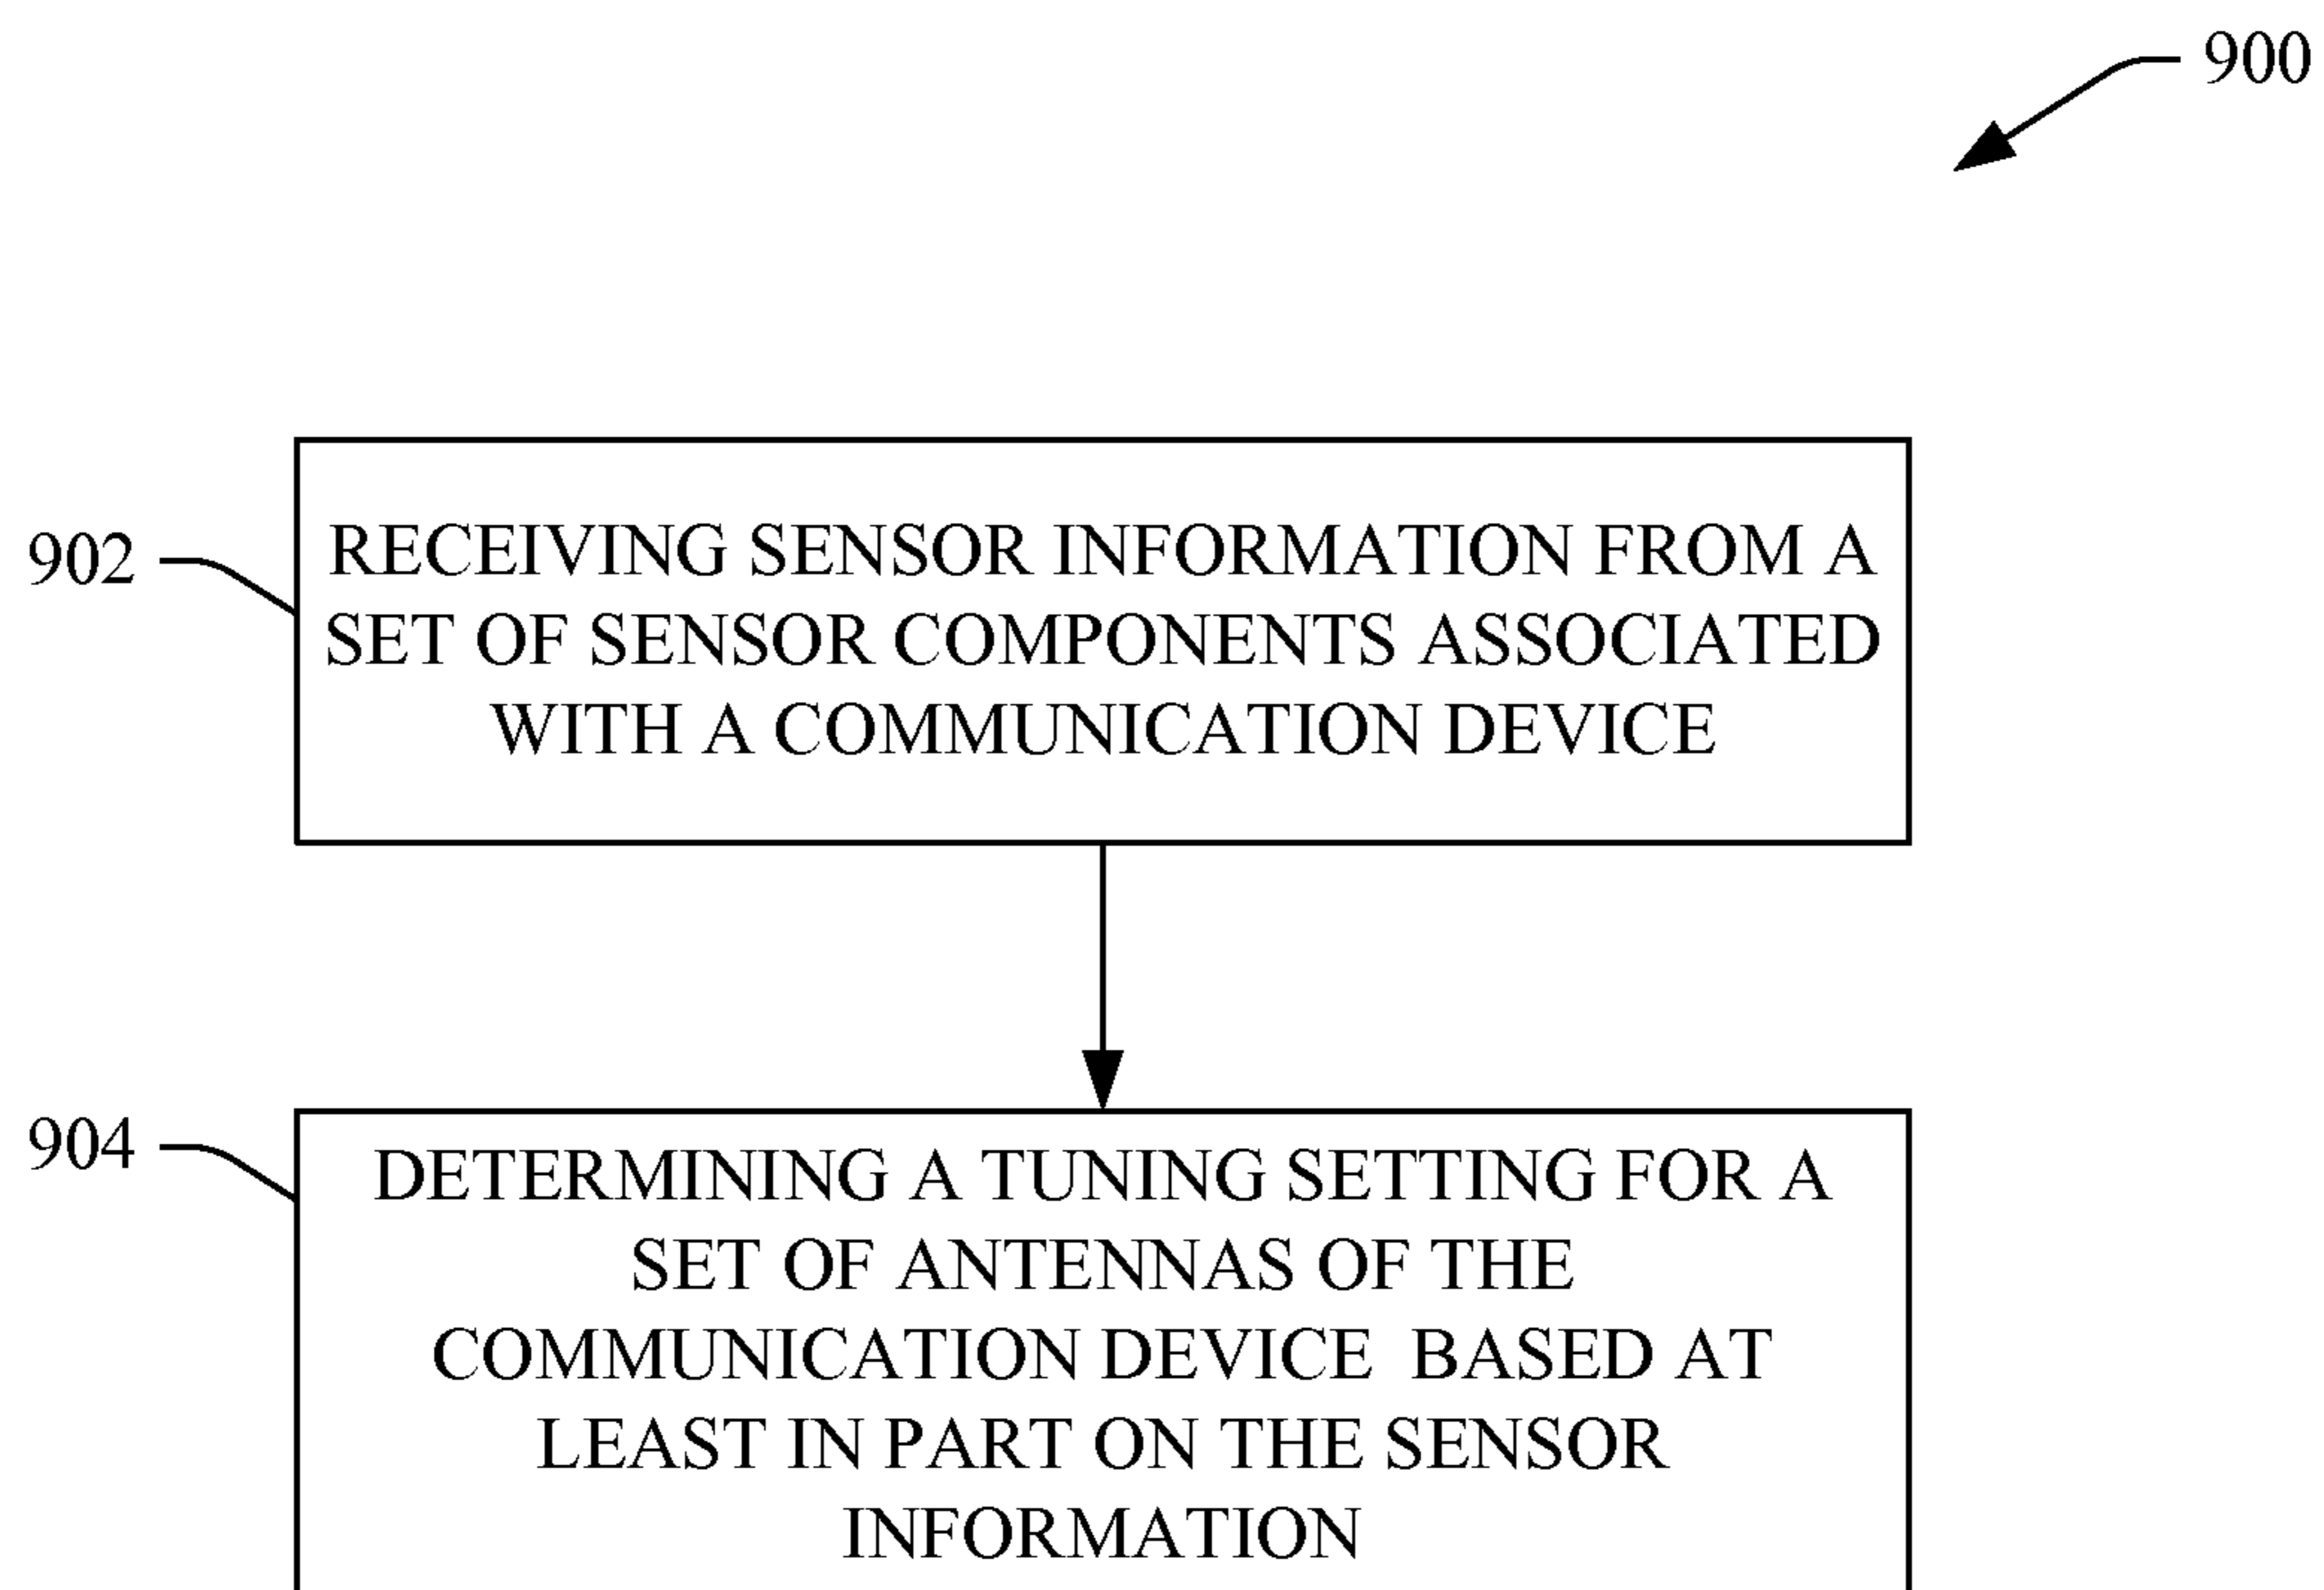 900
902
RECEIVING SENSOR INFORMATION FROM A
SET OF SENSOR COMPONENTS ASSOCIATED
WITH A COMMUNICATION DEVICE
904
DETERMINING A TUNING SETTING FOR A
SET OF ANTENNAS OF THE
COMMUNICATION DEVICE BASED AT
LEAST IN PART ON THE SENSOR
INFORMATION